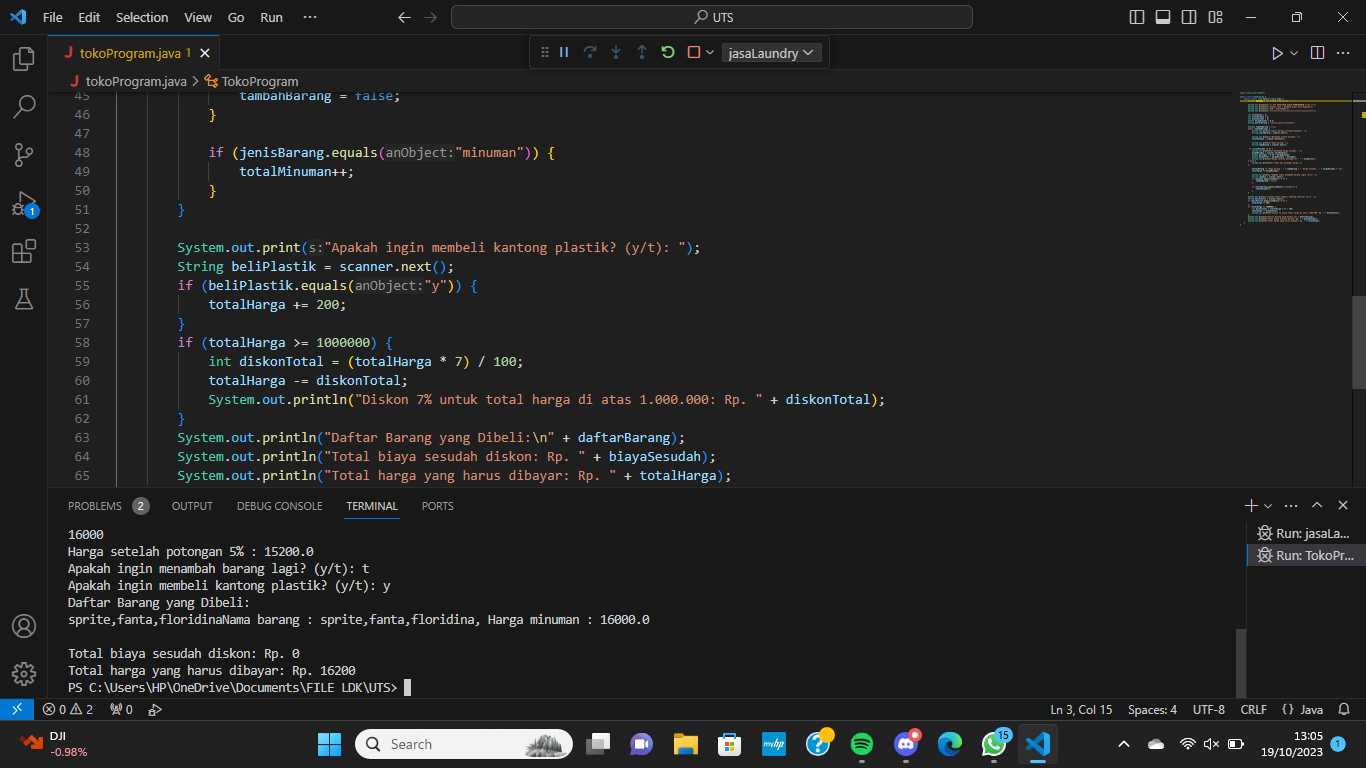 File Edit Selection View Go Run ··· UTS
tokoProgram.java 1
jasaLaundry
tokoProgram.java > TokoProgram
45 tambahBarang = false;
46 }
47
48 if (jenisBarang.equals(anObject:"minuman")) {
49 totalMinuman++;
50 }
51 }
52
53 System.out.print(s:"Apakah ingin membeli kantong plastik? (y/t): ");
54 String beliPlastik = scanner.next();
55 if (beliPlastik.equals(anObject:"y")) {
56 totalHarga += 200;
57 }
58 if (totalHarga >= 1000000) {
59 int diskonTotal = (totalHarga * 7) / 100;
60 totalHarga -= diskonTotal;
61 System.out.println("Diskon 7% untuk total harga di atas 1.000.000: Rp. " + diskonTotal);
62 }
63 System.out.println("Daftar Barang yang Dibeli:\n" + daftarBarang);
64 System.out.println("Total biaya sesudah diskon: Rp. " + biayaSesudah);
65 System.out.println("Total harga yang harus dibayar: Rp. " + totalHarga);
1
PROBLEMS 2 OUTPUT DEBUG CONSOLE TERMINAL PORTS
16000
Harga setelah potongan 5% : 15200.0
Apakah ingin menambah barang lagi? (y/t): t
Apakah ingin membeli kantong plastik? (y/t): y
Daftar Barang yang Dibeli:
sprite,fanta,floridinaNama barang : sprite,fanta,floridina, Harga minuman : 16000.0
Total biaya sesudah diskon: Rp. 0
Total harga yang harus dibayar: Rp. 16200
PS C:\Users\HP\OneDrive\Documents\FILE LDK\UTS>
Run: jasaLa...
Run: TokoPr...
0 2 0 Ln 3, Col 15 Spaces: 4 UTF-8 CRLF {} Java
DJI
-0.98%
Search
myhp
15
13:05
19/10/2023
1